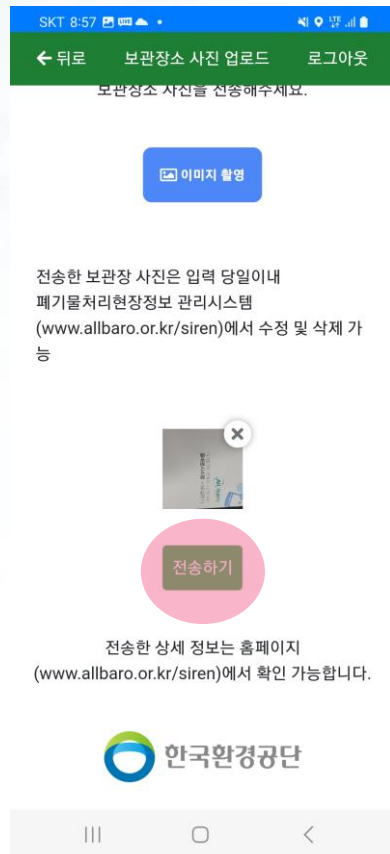 SKT 8:57
← 뒤로 보관장소 사진 업로드 로그아웃
보관장소 사진을 전송해주세요.
이미지 촬영
전송한 보관장 사진은 입력 당일이내
폐기물처리현장정보 관리시스템
(www.allbaro.or.kr/siren)에서 수정 및 삭제 가
능
전송하기
전송한 상세 정보는 홈페이지
(www.allbaro.or.kr/siren)에서 확인 가능합니다.
한국환경공단